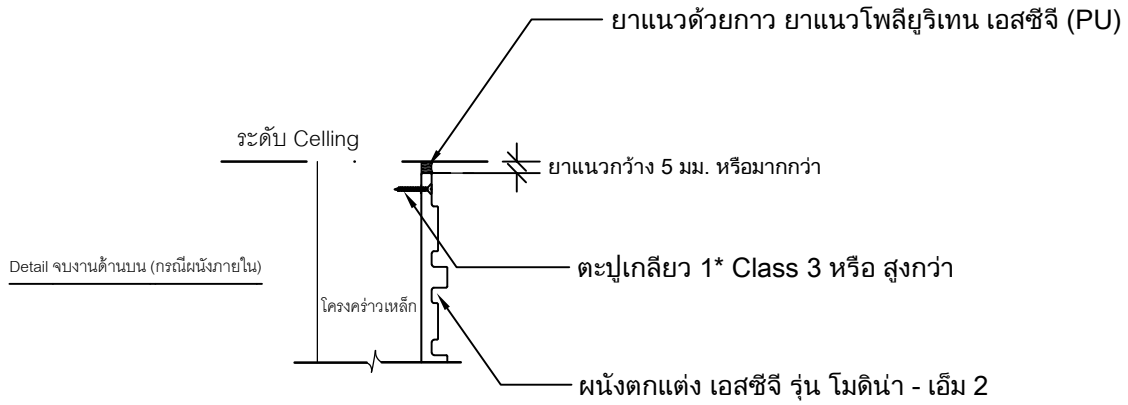 ยาแนวด้วยกาว ยาแนวโพลียูริเทน เอสซีจี (PU)
ระดับ Celling
ยาแนวกว้าง 5 มม. หรือมากกว่า
Detail จบงานด้านบน (กรณีผนังภายใน)
ตะปูเกลียว 1* Class 3 หรือ สูงกว่า
โครงคร่าวเหล็ก
ผนังตกแต่ง เอสซีจี รุ่น โมดิน่า - เอ็ม 2